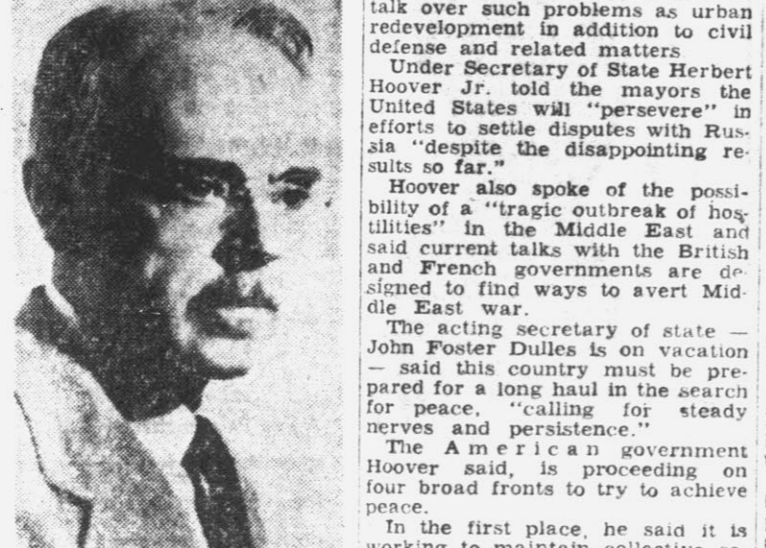 talk over such problems as urban
redevelopment in addition to civil
defense and related matters
Under Secretary of State Herbert
Hoover Jr. told the mayors the
United States will "persevere" in
efforts to settle disputes with Rus-
sia "despite the disappointing re-
sults so far."
Hoover also spoke of the possi-
bility of a "tragic outbreak of hos-
tilities" in the Middle East and
said current talks with the British
and French governments are de-
signed to find ways to avert Mid-
dle East war.
The acting secretary of state —
John Foster Dulles is on vacation
— said this country must be pre-
pared for a long haul in the search
for peace, "calling for steady
nerves and persistence."
The American government
Hoover said, is proceeding on
four broad fronts to try to achieve
peace.
In the first place, he said it is
working to maintain collective